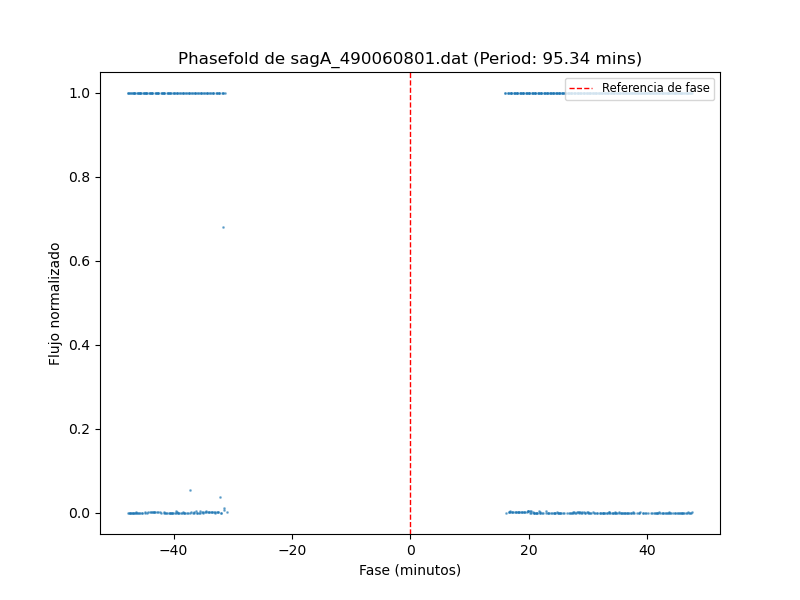 Phasefold de sagA_490060801.dat (Period: 95.34 mins)
Referencia de fase
Flujo normalizado
1.0
0.8
0.6
0.4
0.2
0.0
−40 −20 0 20 40
Fase (minutos)